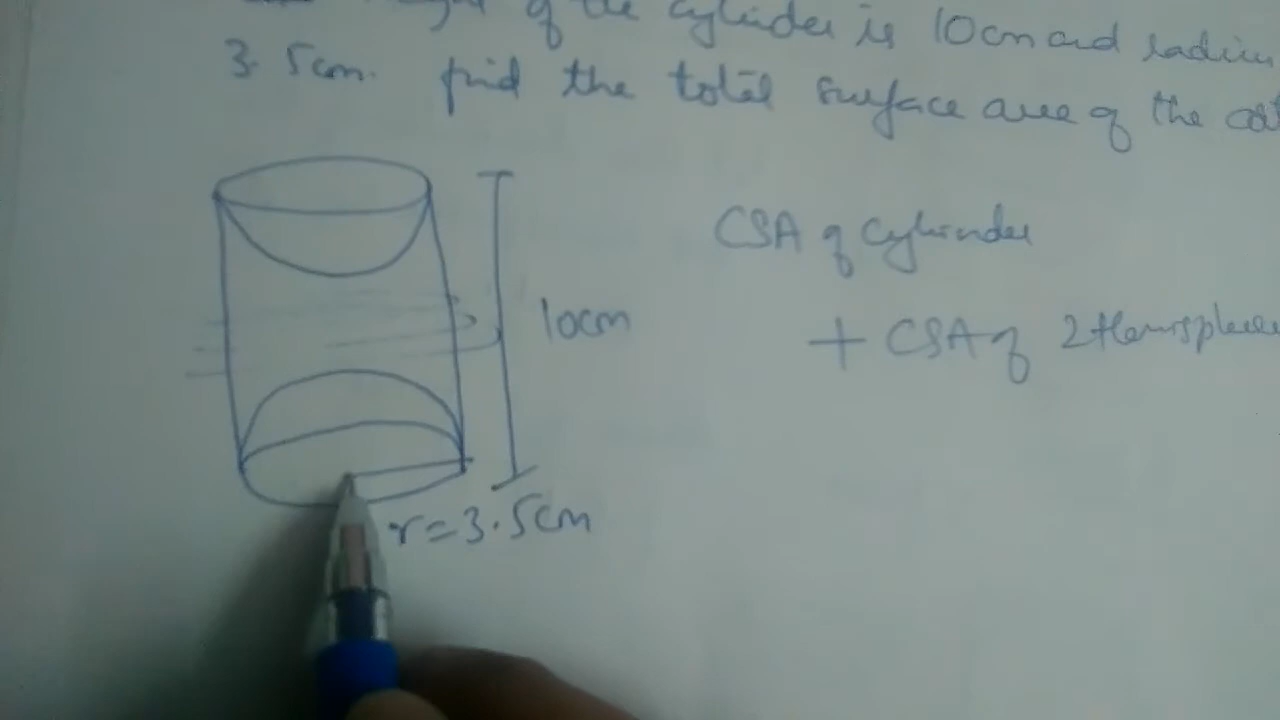 of the cylinder is 10cm and radius
3.5cm. find the total surface area of the
CSA of cylinder
10cm
+ CSA of 2 Hemispheres
r=3.5cm